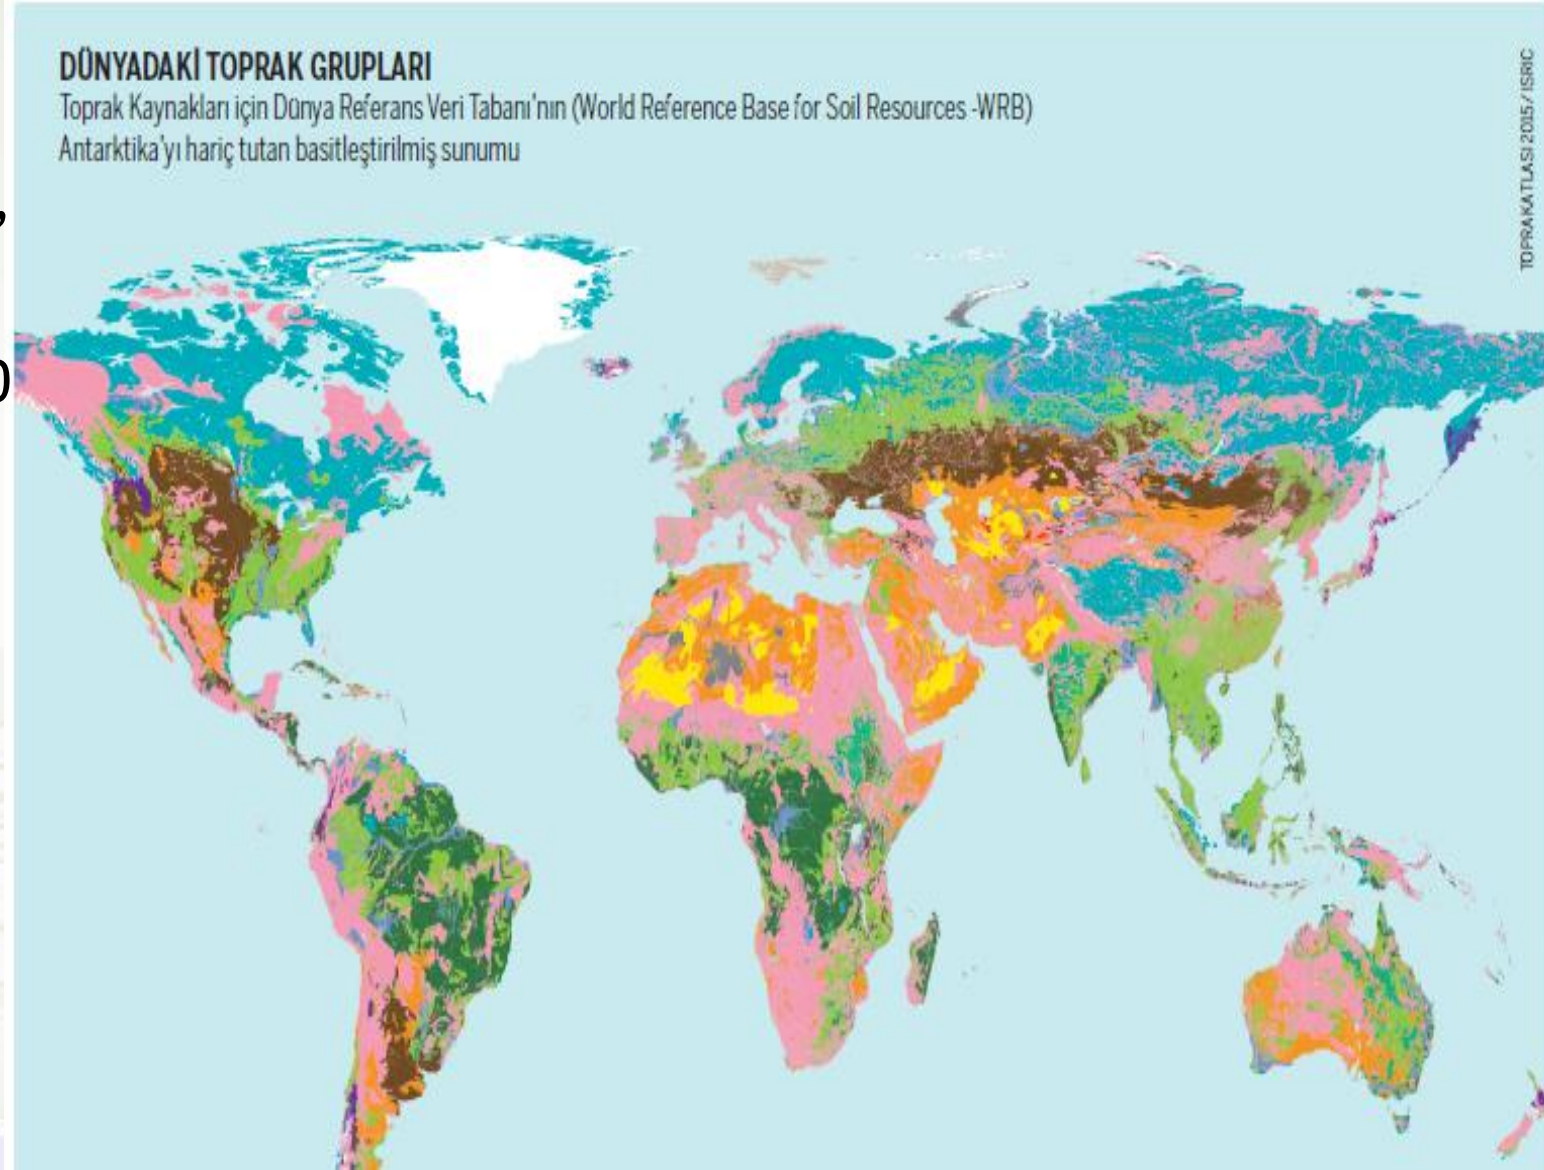 DÜNYADAKİ TOPRAK GRUPLARI
Toprak Kaynakları için Dünya Referans Veri Tabanı'nın (World Reference Base for Soil Resources -WRB)
Antarktika'yı hariç tutan basitleştirilmiş sunumu
TOPRAK ATLASI 2015/ ISRIC
,
0